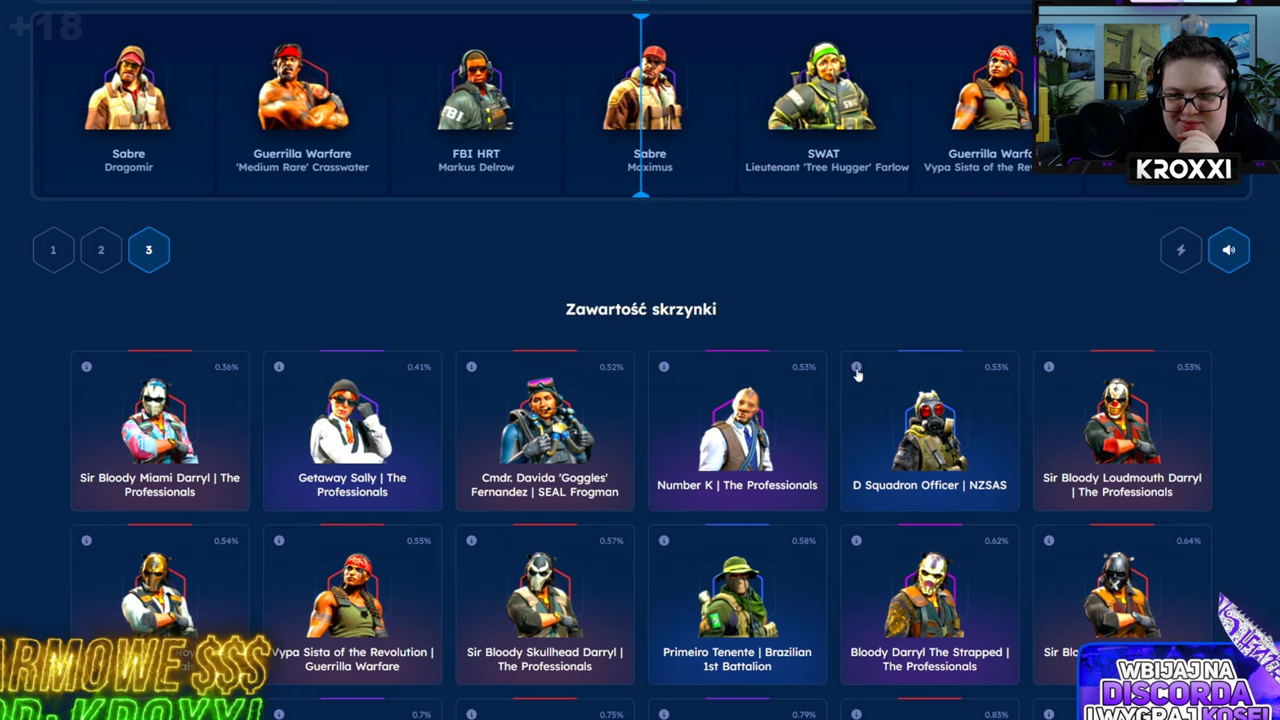 +18
Sabre
Dragomir
Guerrilla Warfare
'Medium Rare' Crasswater
FBI HRT
Markus Delrow
Sabre
Maximus
SWAT
Lieutenant 'Tree Hugger' Farlow
Guerrilla Warfa
Vypa Sista of the Rev
KROXXI
1
2
3
Zawartość skrzynki
0.36%
Sir Bloody Miami Darryl | The
Professionals
0.41%
Getaway Sally | The
Professionals
0.52%
Cmdr. Davida 'Goggles'
Fernandez | SEAL Frogman
0.53%
Number K | The Professionals
0.53%
D Squadron Officer | NZSAS
0.53%
Sir Bloody Loudmouth Darryl
| The Professionals
0.54%
0.55%
Vypa Sista of the Revolution |
Guerrilla Warfare
0.57%
Sir Bloody Skullhead Darryl |
The Professionals
0.58%
Primeiro Tenente | Brazilian
1st Battalion
0.62%
Bloody Darryl The Strapped |
The Professionals
0.64%
Sir Blo
ARMOWE $$$
OD: KROXXI
WBIJAJ NA
DISCORDA
I WYGRAJ KOSĘ!
0.7%
0.75%
0.79%
0.83%